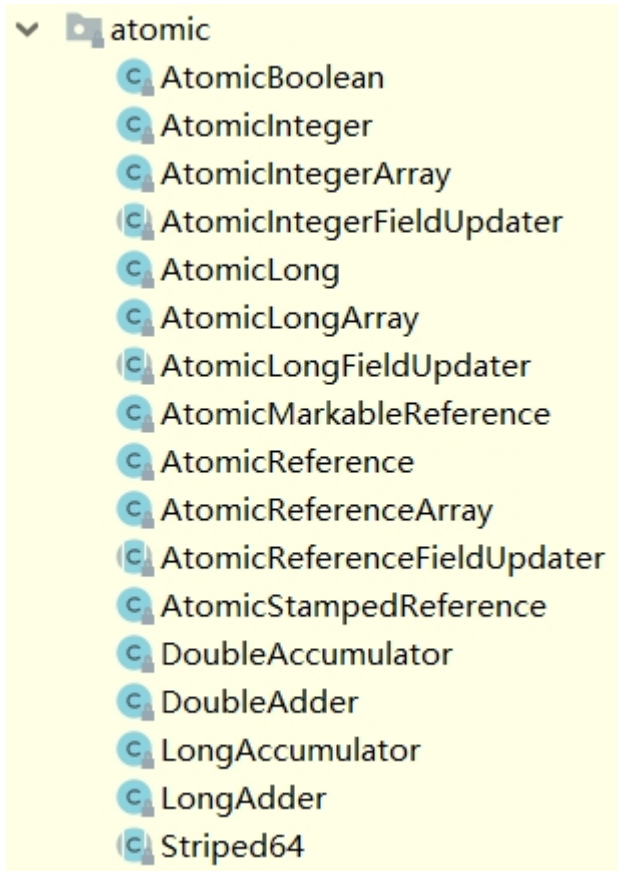 atomic
AtomicBoolean
AtomicInteger
AtomicIntegerArray
AtomicIntegerFieldUpdater
AtomicLong
AtomicLongArray
AtomicLongFieldUpdater
AtomicMarkableReference
AtomicReference
AtomicReferenceArray
AtomicReferenceFieldUpdater
AtomicStampedReference
DoubleAccumulator
DoubleAdder
LongAccumulator
LongAdder
Striped64